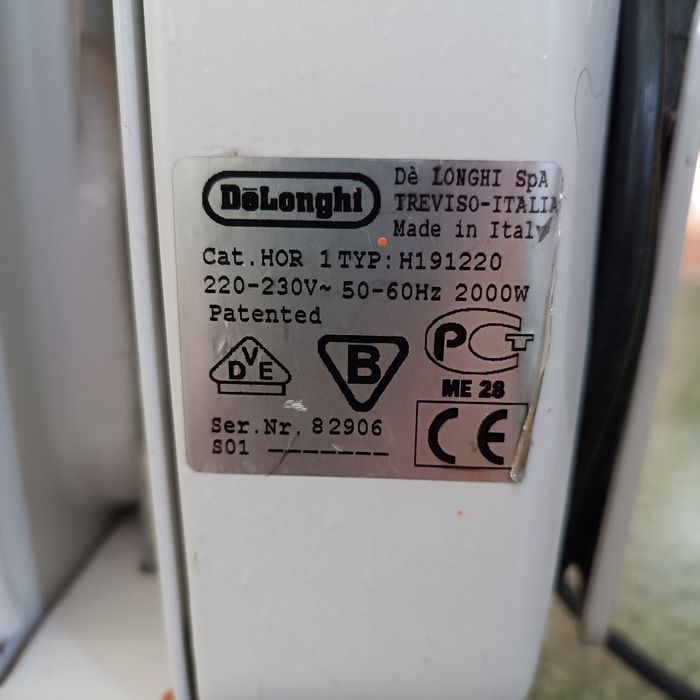 DēLonghi
Dè LONGHI SpA
TREVISO-ITALIA
Made in Italy
Cat.HOR 1 TYP:H191220
220-230V~ 50-60Hz 2000W
Patented
DVE
B
PCT
ME 28
Ser.Nr. 82906
S01 -------
CE